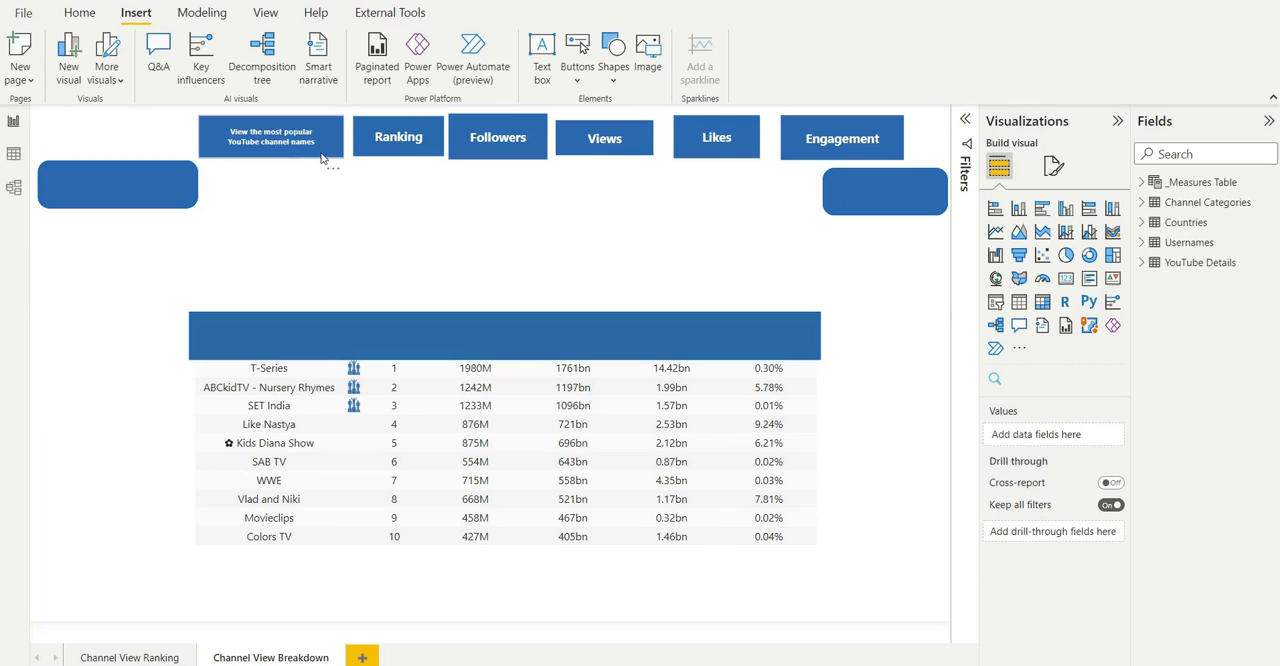 File Home Insert Modeling View Help External Tools
New page
New visual
More visuals
Q&A
Key influencers
Decomposition tree
Smart narrative
Paginated report
Power Apps
Power Automate (preview)
Text box
Buttons
Shapes
Image
Add a sparkline
Pages Visuals AI visuals Power Platform Elements Sparklines
View the most popular
YouTube channel names
Ranking Followers Views Likes Engagement
T-Series 1 1980M 1761bn 14.42bn 0.30%
ABCkidTV - Nursery Rhymes 2 1242M 1197bn 1.99bn 5.78%
SET India 3 1233M 1096bn 1.57bn 0.01%
Like Nastya 4 876M 721bn 2.53bn 9.24%
✿ Kids Diana Show 5 875M 696bn 2.12bn 6.21%
SAB TV 6 554M 643bn 0.87bn 0.02%
WWE 7 715M 558bn 4.35bn 0.03%
Vlad and Niki 8 668M 521bn 1.17bn 7.81%
Movieclips 9 458M 467bn 0.32bn 0.02%
Colors TV 10 427M 405bn 1.46bn 0.04%
Channel View Ranking Channel View Breakdown
Filters
Visualizations
Build visual
123
R Py
Values
Add data fields here
Drill through
Cross-report Off
Keep all filters On
Add drill-through fields here
Fields
Search
_Measures Table
Channel Categories
Countries
Usernames
YouTube Details